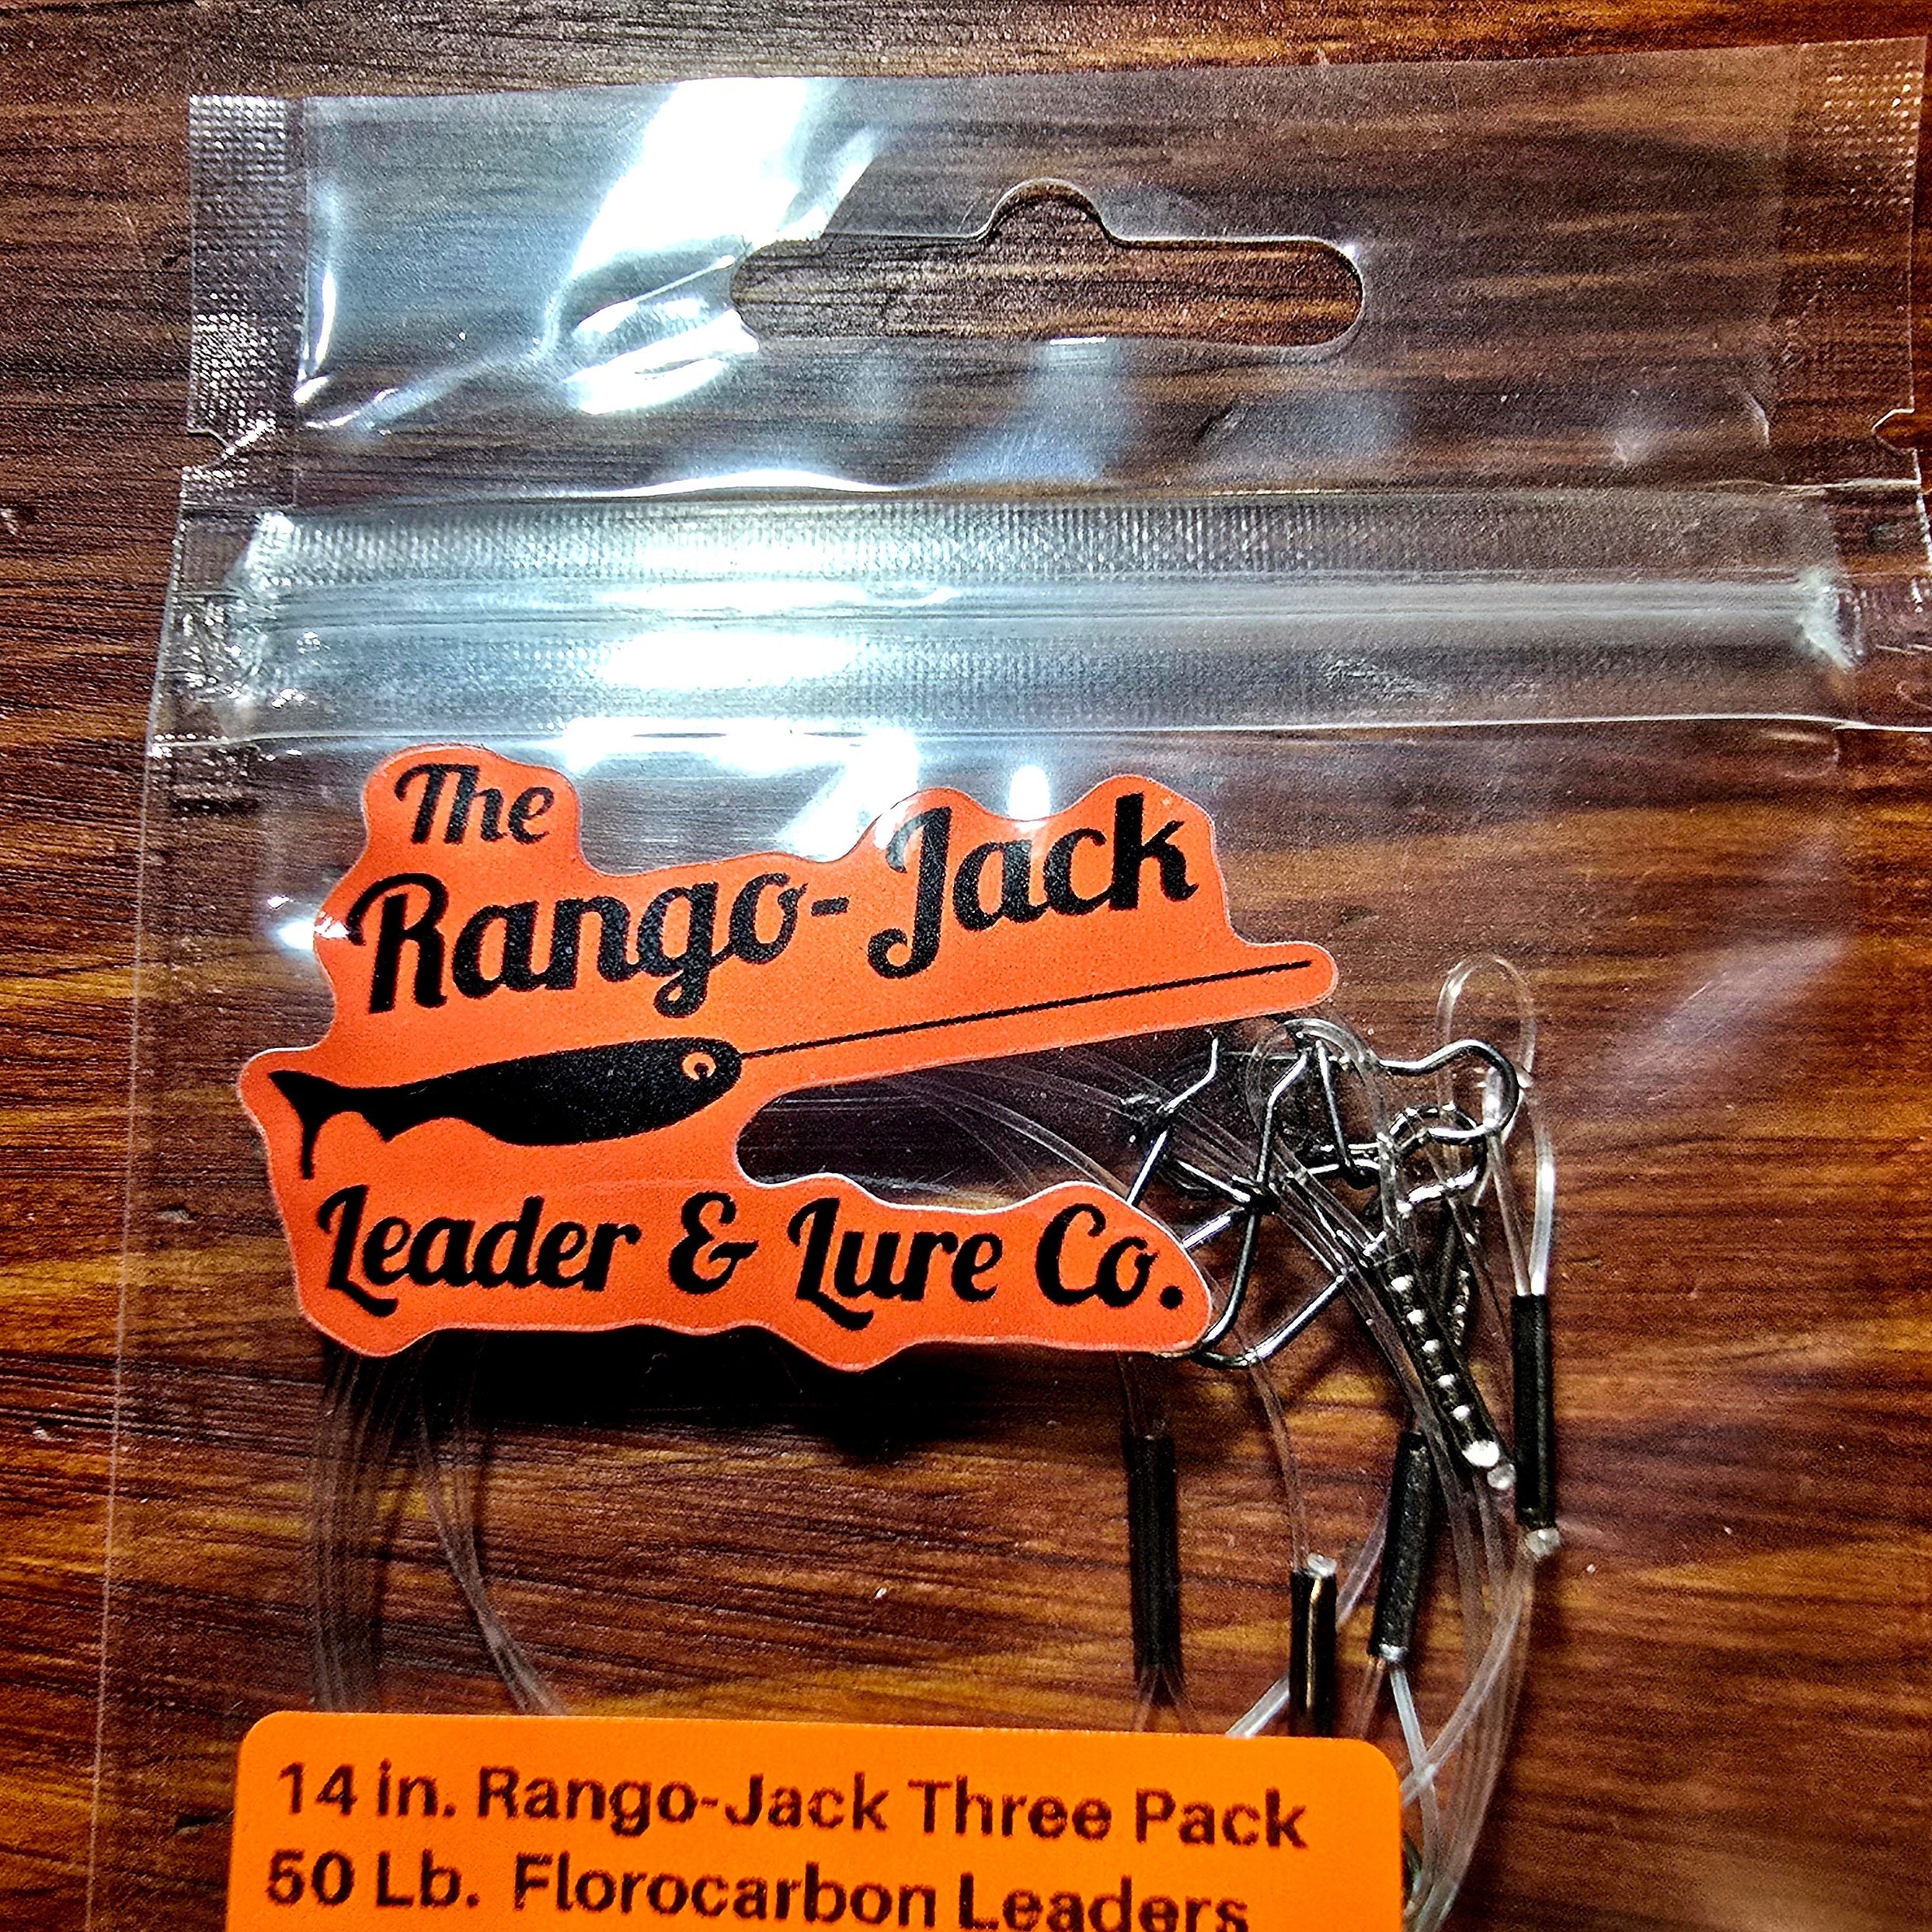 The
Rango-Jack
Leader & Lure Co.
14 in. Rango-Jack Three Pack
50 Lb. Florocarbon Leaders